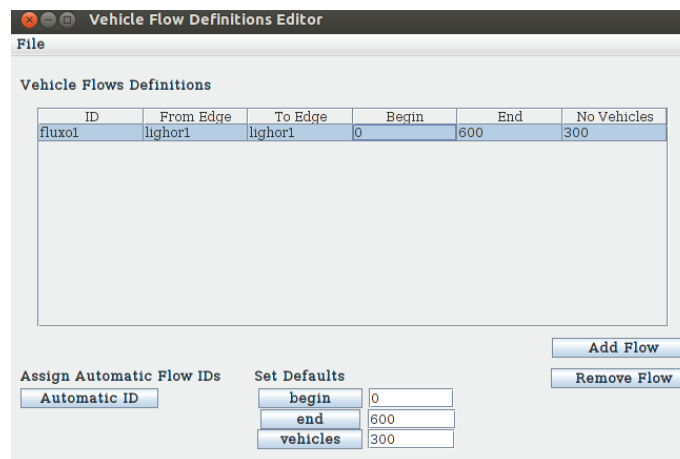 Vehicle Flow Definitions Editor
File
Vehicle Flows Definitions
ID From Edge To Edge Begin End No Vehicles
fluxo1 lighor1 lighor1 0 600 300
Add Flow
Assign Automatic Flow IDs Set Defaults Remove Flow
Automatic ID begin 0
end 600
vehicles 300